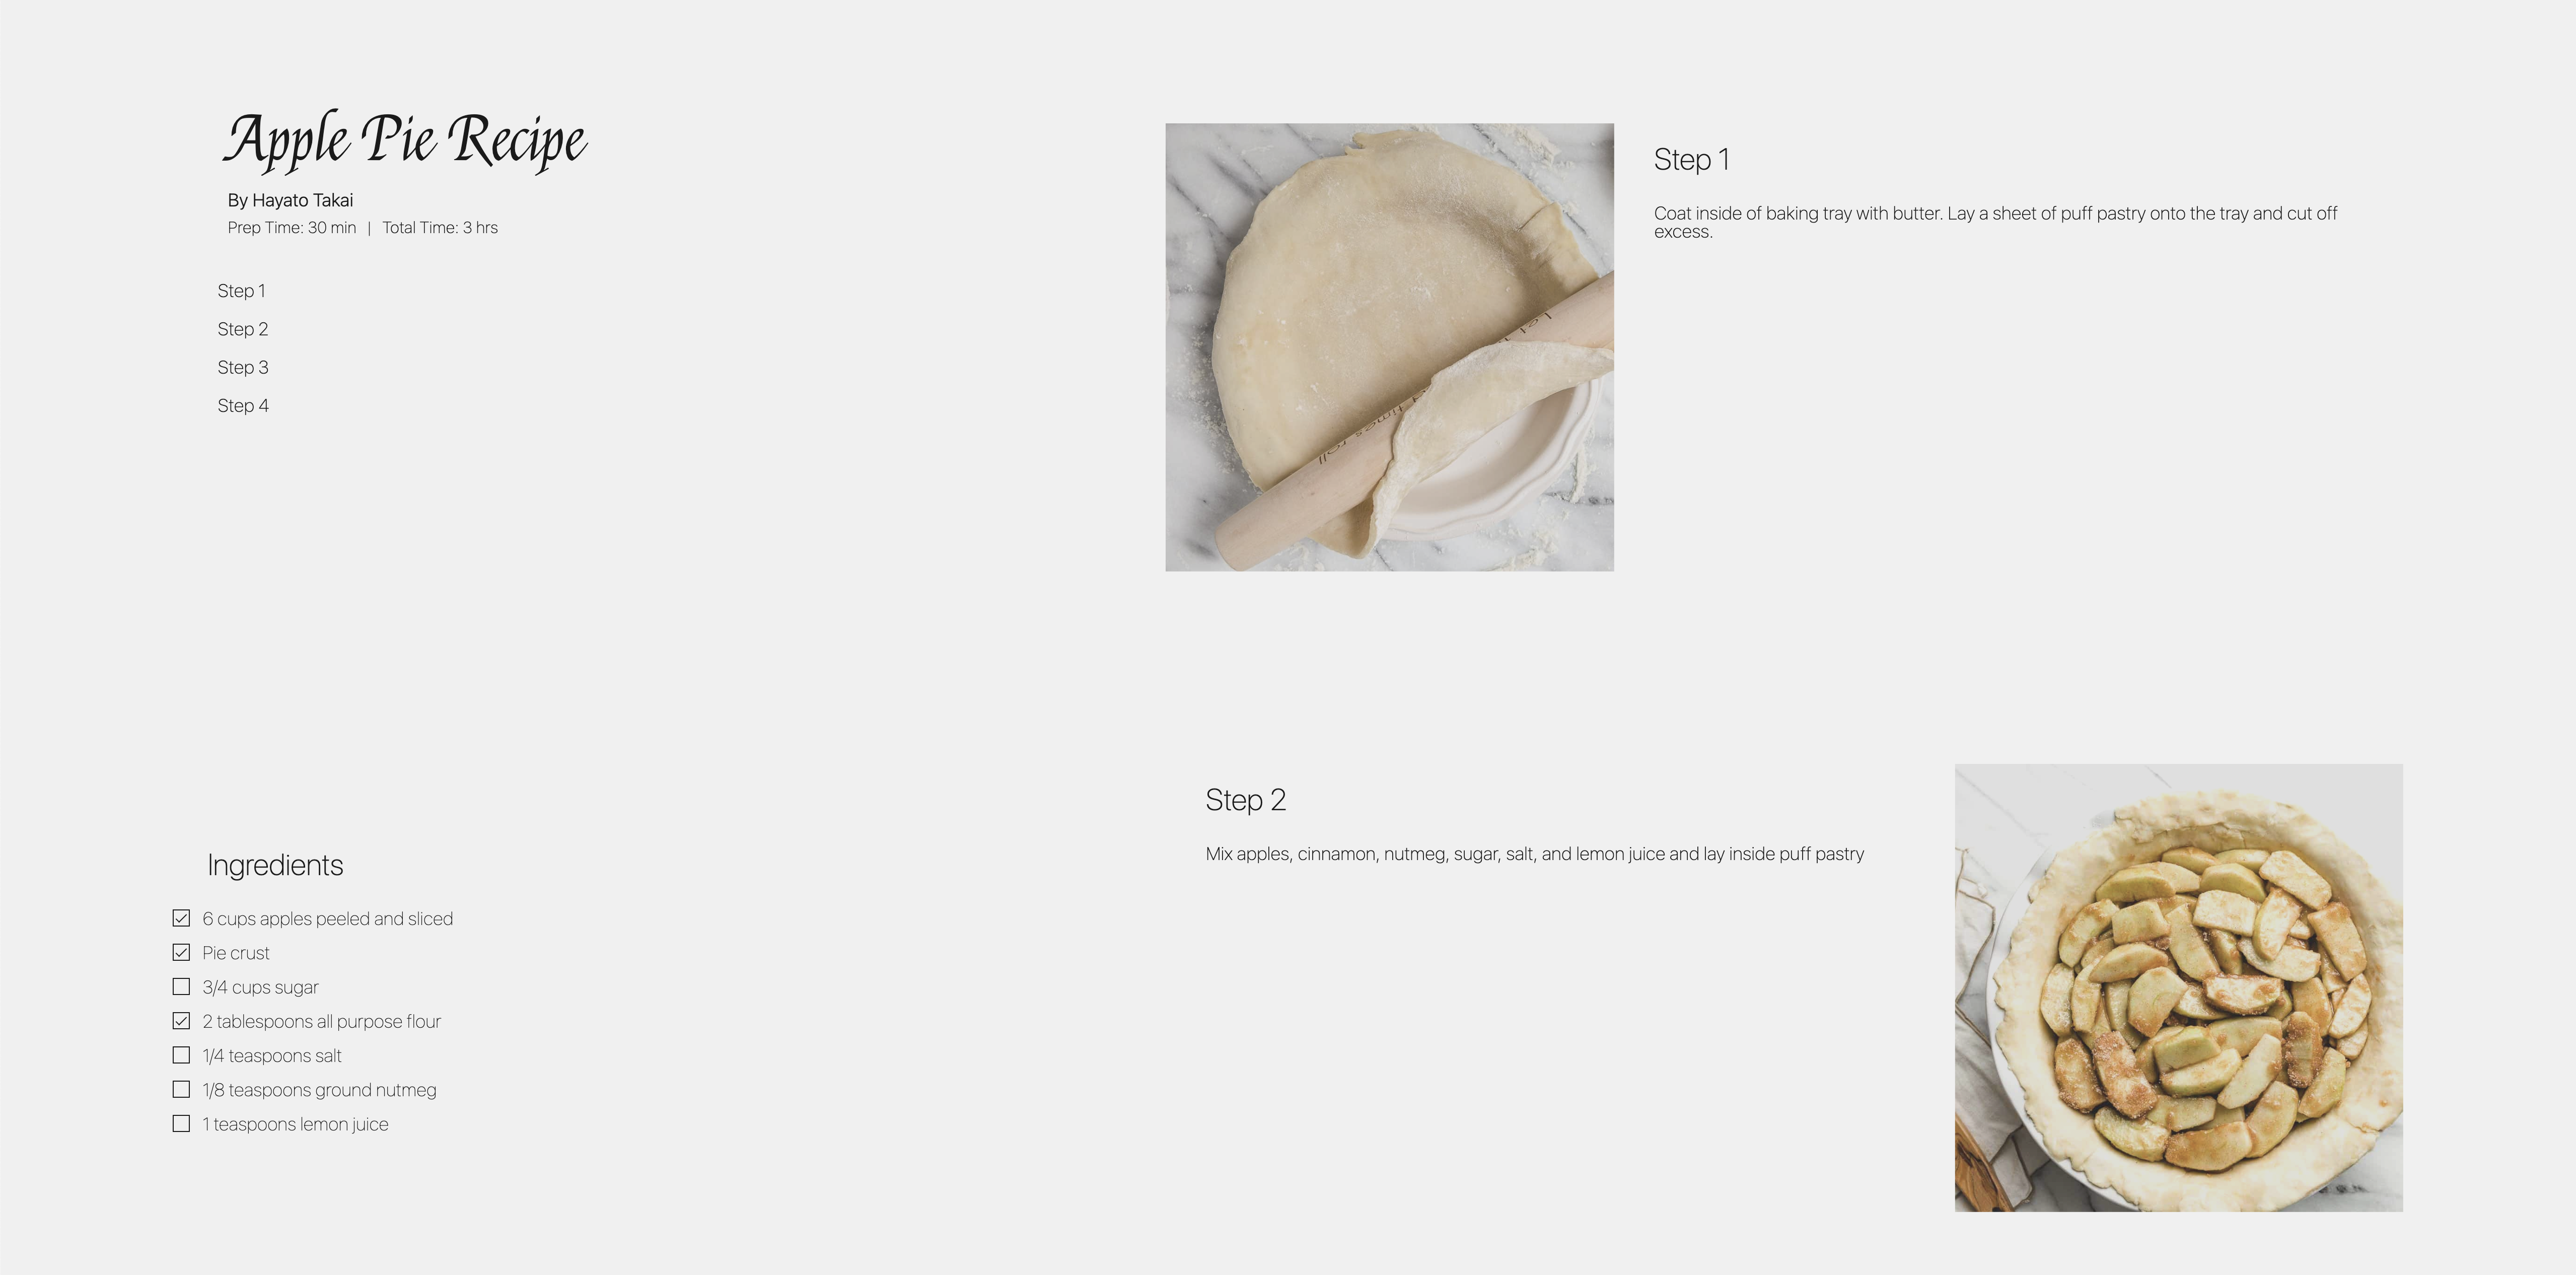 Apple Pie Recipe
By Hayato Takai
Prep Time: 30 min | Total Time: 3 hrs
Step 1
Step 2
Step 3
Step 4
Ingredients
6 cups apples peeled and sliced
Pie crust
3/4 cups sugar
2 tablespoons all purpose flour
1/4 teaspoons salt
1/8 teaspoons ground nutmeg
1 teaspoons lemon juice
Step 1
Coat inside of baking tray with butter. Lay a sheet of puff pastry onto the tray and cut off
excess.
Step 2
Mix apples, cinnamon, nutmeg, sugar, salt, and lemon juice and lay inside puff pastry